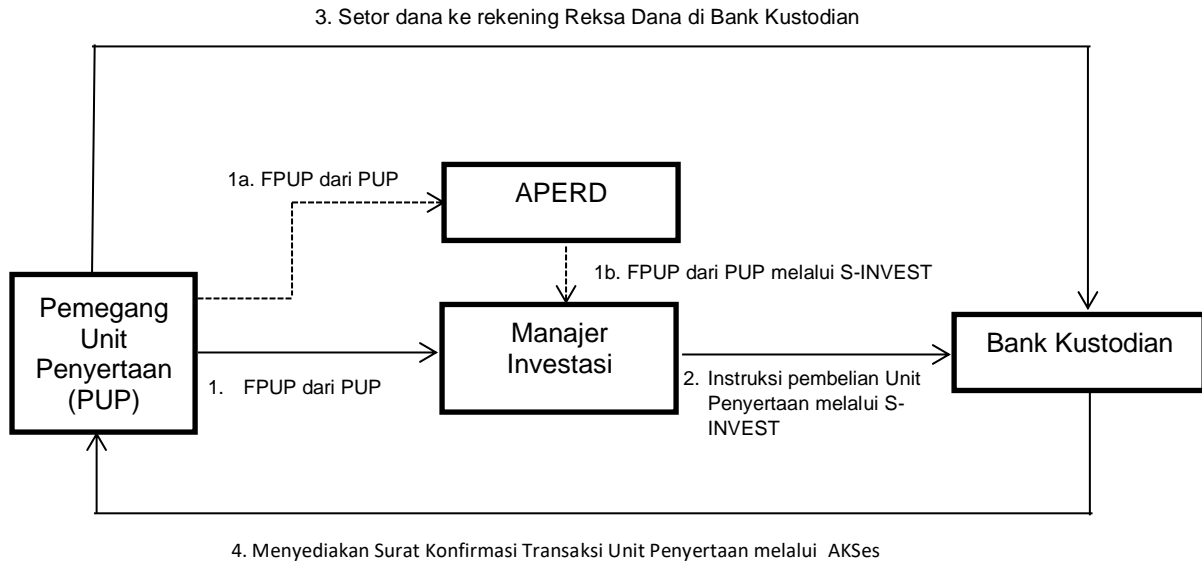 3. Setor dana ke rekening Reksa Dana di Bank Kustodian
1a. FPUP dari PUP
APERD
1b. FPUP dari PUP melalui S-INVEST
Pemegang
Unit
Penyertaan
(PUP)
Manajer
Investasi
Bank Kustodian
1. FPUP dari PUP
2. Instruksi pembelian Unit
Penyertaan melalui S-
INVEST
4. Menyediakan Surat Konfirmasi Transaksi Unit Penyertaan melalui AKSes